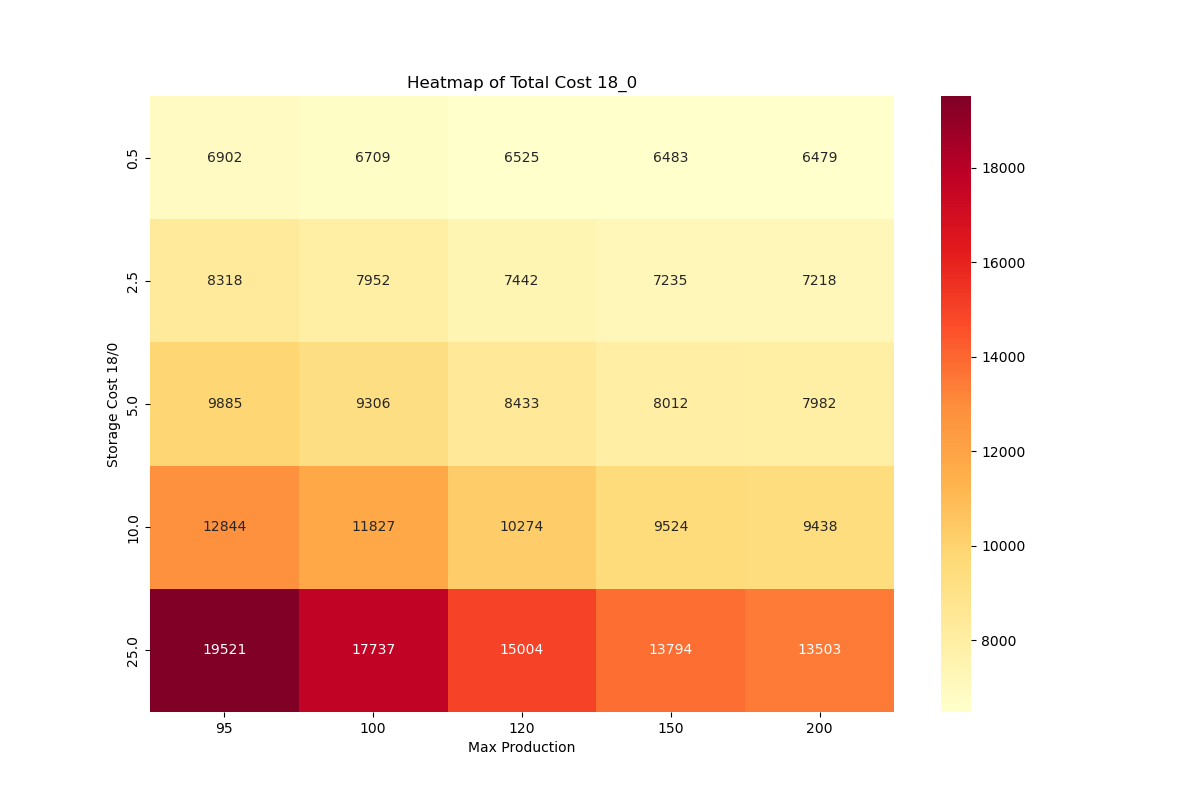 Heatmap of Total Cost 18_0
Storage Cost 18/0
0.5 6902 6709 6525 6483 6479
2.5 8318 7952 7442 7235 7218
5.0 9885 9306 8433 8012 7982
10.0 12844 11827 10274 9524 9438
25.0 19521 17737 15004 13794 13503
95 100 120 150 200
Max Production
18000
16000
14000
12000
10000
8000